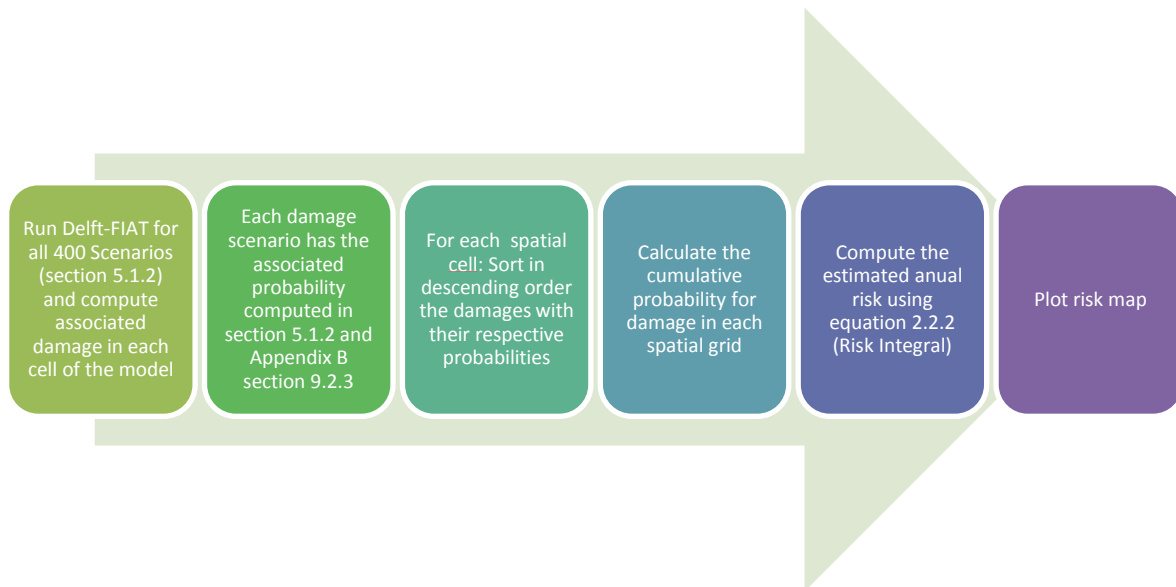 Run Delft-FIAT for
all 400 Scenarios
(section 5.1.2)
and compute
associated
damage in each
cell of the model
Each damage
scenario has the
associated
probability
computed in
section 5.1.2 and
Appendix B
section 9.2.3
For each  spatial
cell: Sort in
descending order
the damages with
their respective
probabilities
Calculate the
cumulative
probability for
damage in each
spatial grid
Compute the
estimated anual
risk using
equation 2.2.2
(Risk Integral)
Plot risk map